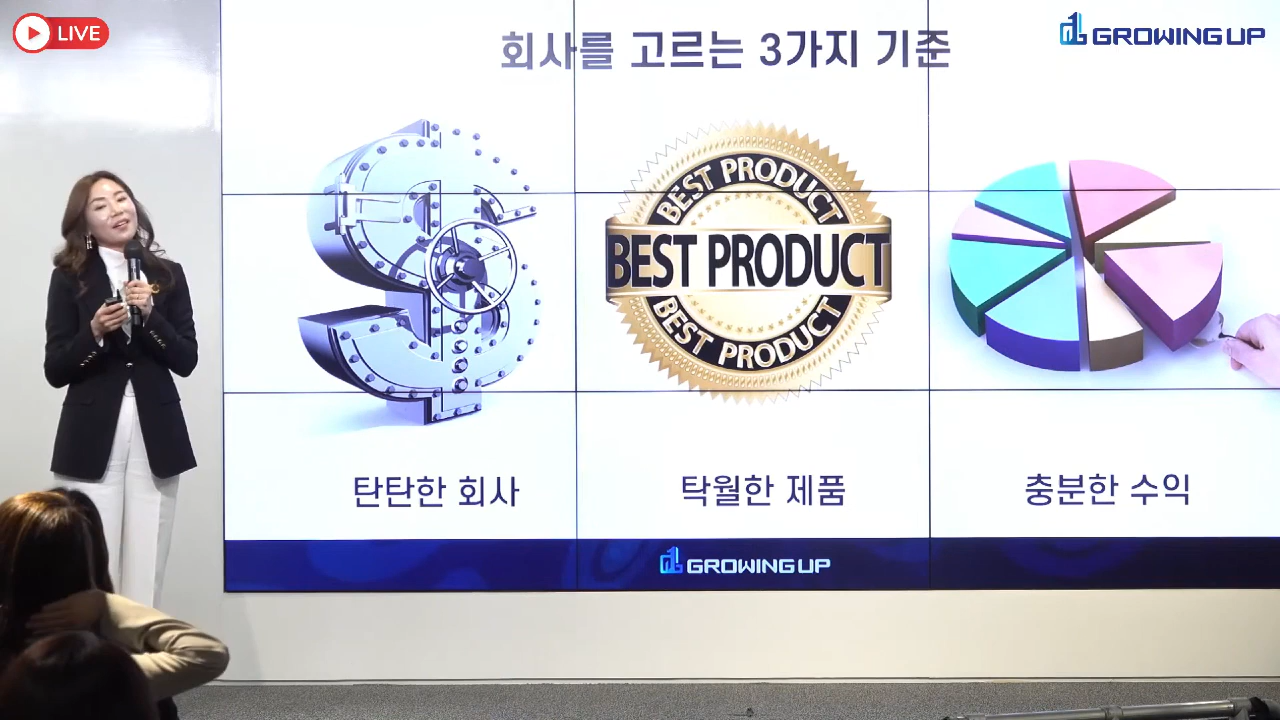 LIVE
GROWING UP
회사를 고르는 3가지 기준
BEST PRODUCT
BEST PRODUCT
BEST PRODUCT
탄탄한 회사
탁월한 제품
충분한 수익
GROWING UP